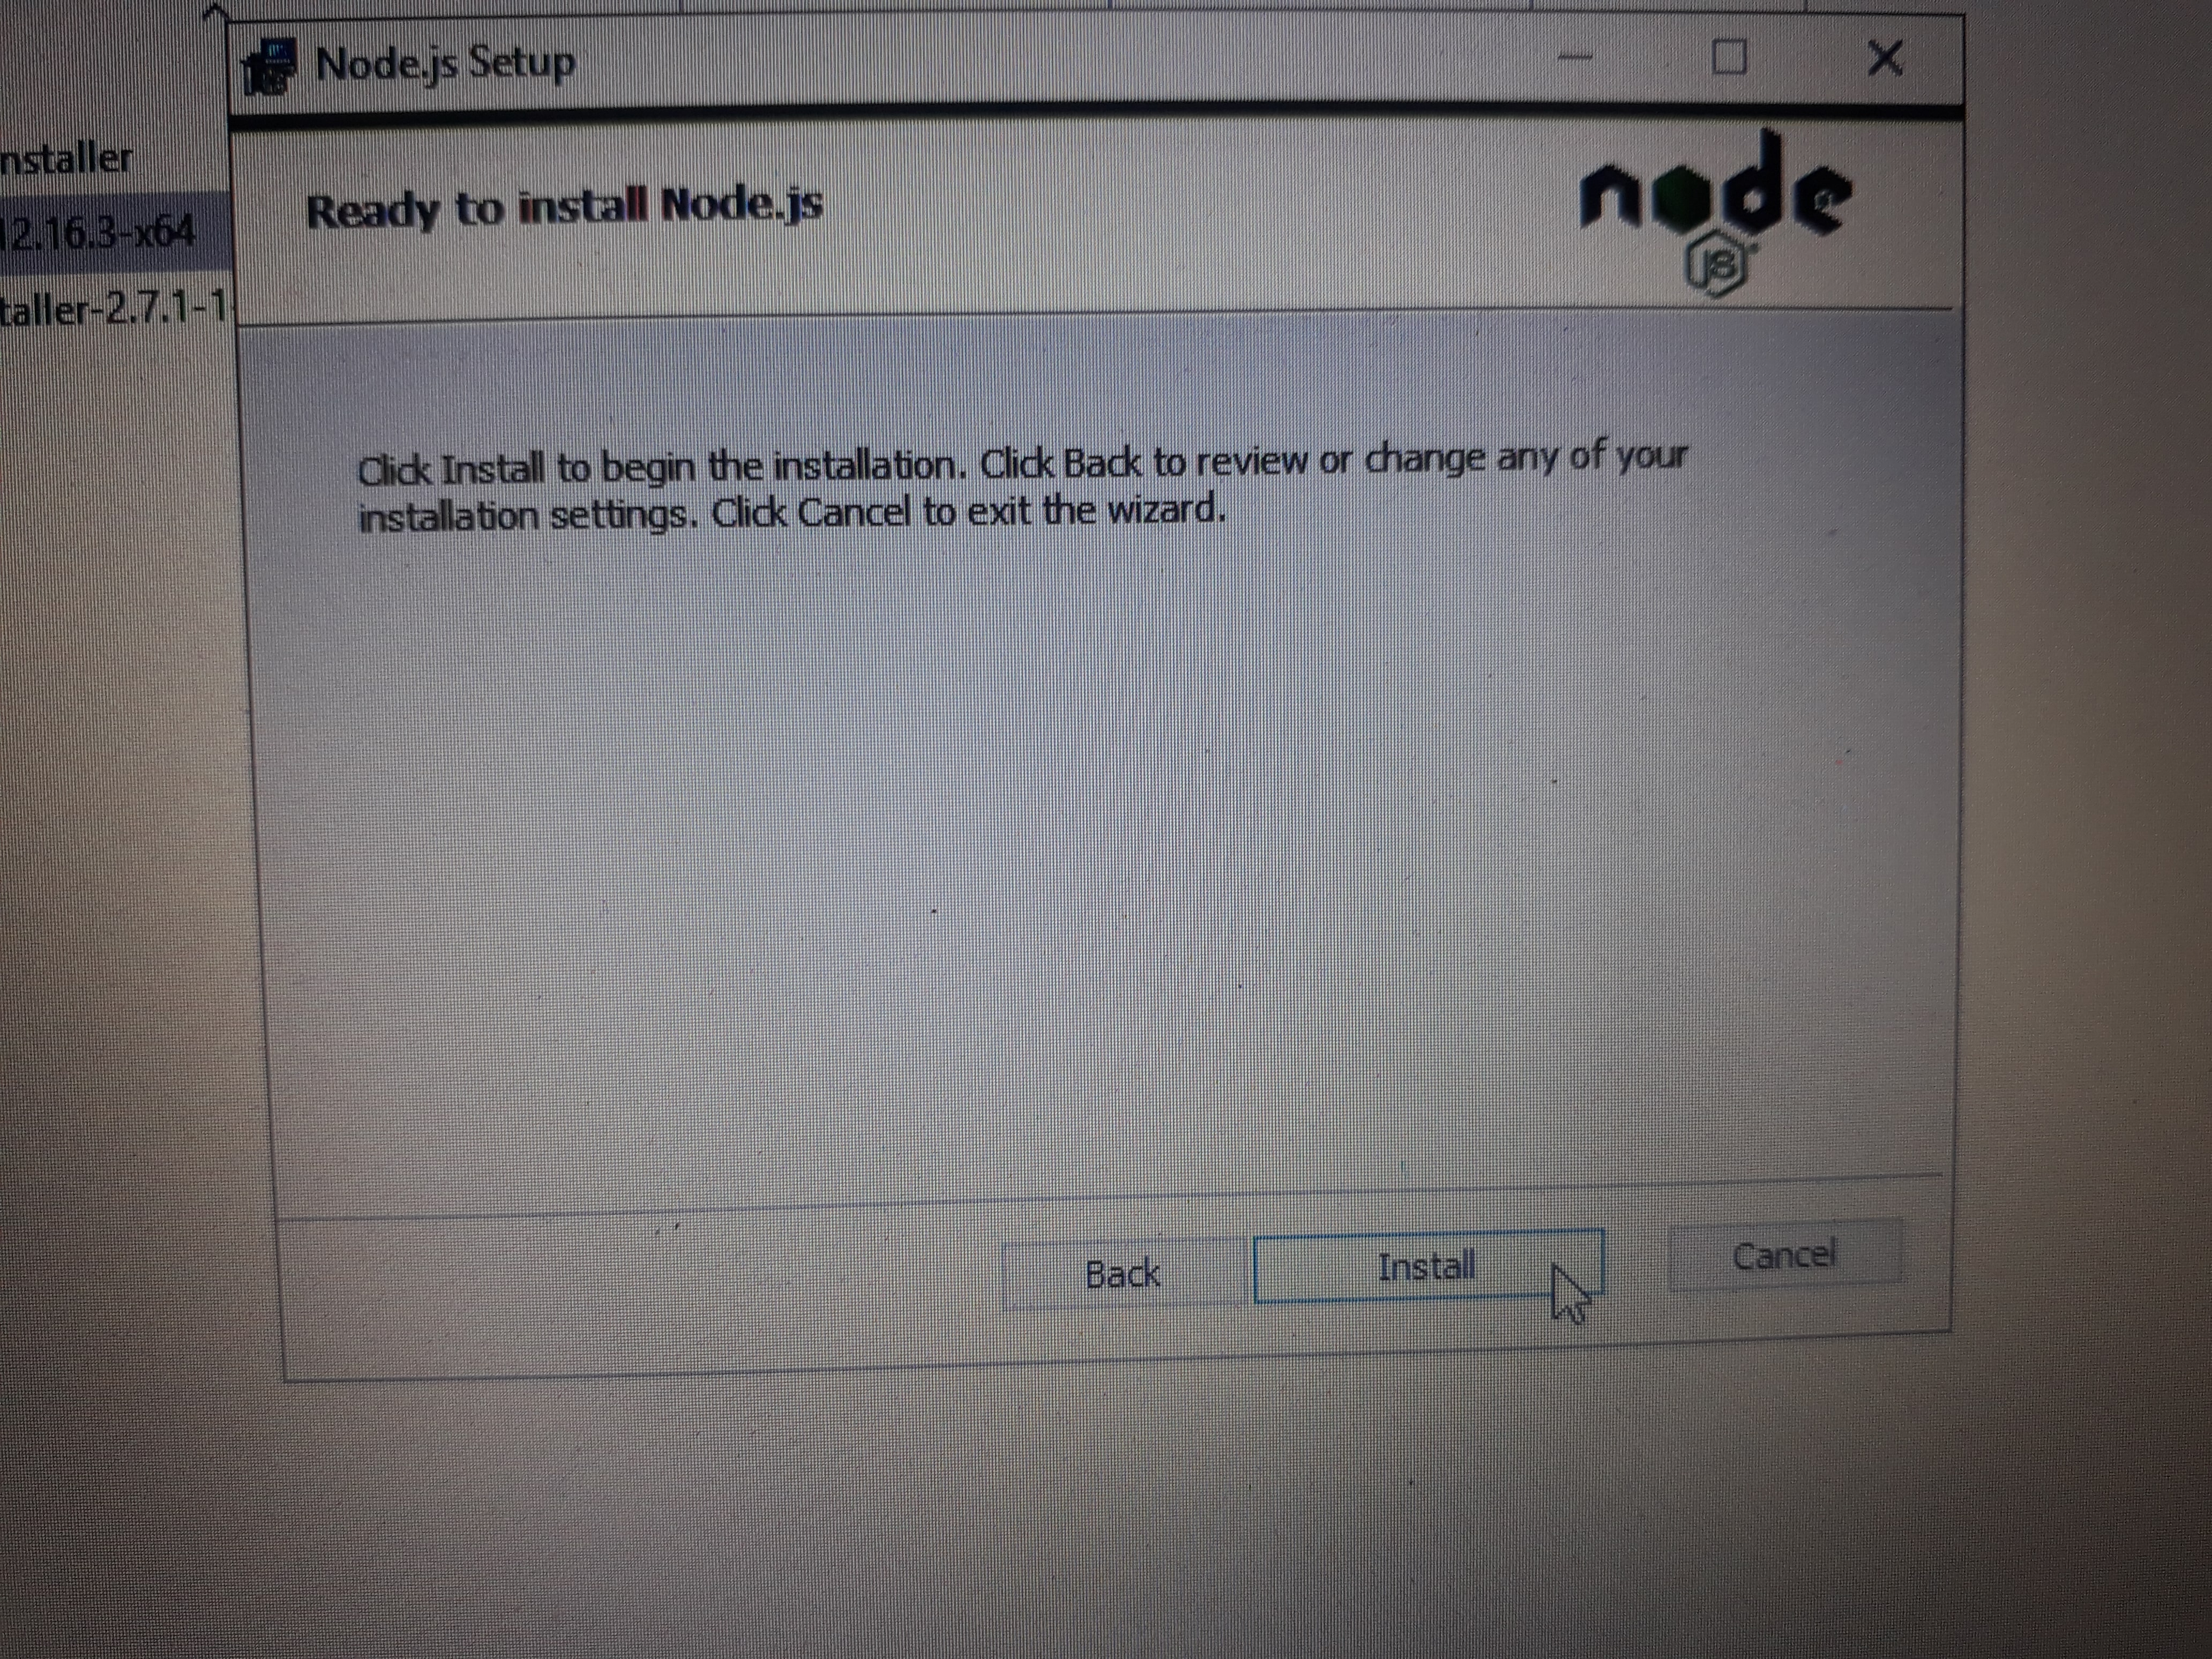 Node.js Setup
nstaller
12.16.3-x64
taller-2.7.1-1
Ready to install Node.js
node
JS
Click Install to begin the installation. Click Back to review or change any of your
installation settings. Click Cancel to exit the wizard.
Back
Install
Cancel